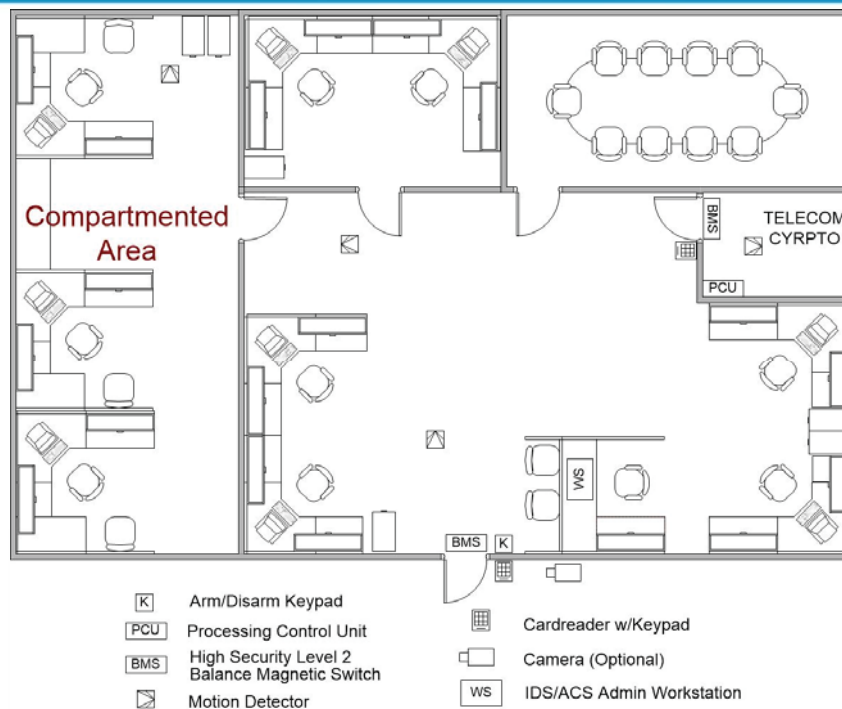 Compartmented
Area
BMS
TELECOM
CYRPTO
PCU
WS
BMS
K
K
Arm/Disarm Keypad
PCU
Processing Control Unit
BMS
High Security Level 2
Balance Magnetic Switch
Motion Detector
Cardreader w/Keypad
Camera (Optional)
WS
IDS/ACS Admin Workstation